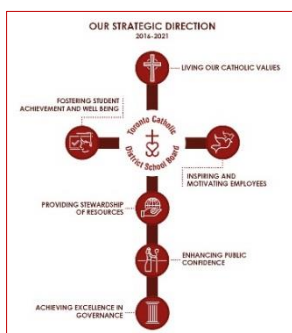 OUR STRATEGIC DIRECTION
2016-2021
LIVING OUR CATHOLIC VALUES
FOSTERING STUDENT
ACHIEVEMENT AND WELL BEING
Toronto Catholic
District School Board
INSPIRING AND
MOTIVATING EMPLOYEES
PROVIDING STEWARDSHIP
OF RESOURCES
ENHANCING PUBLIC
CONFIDENCE
ACHIEVING EXCELLENCE IN
GOVERNANCE